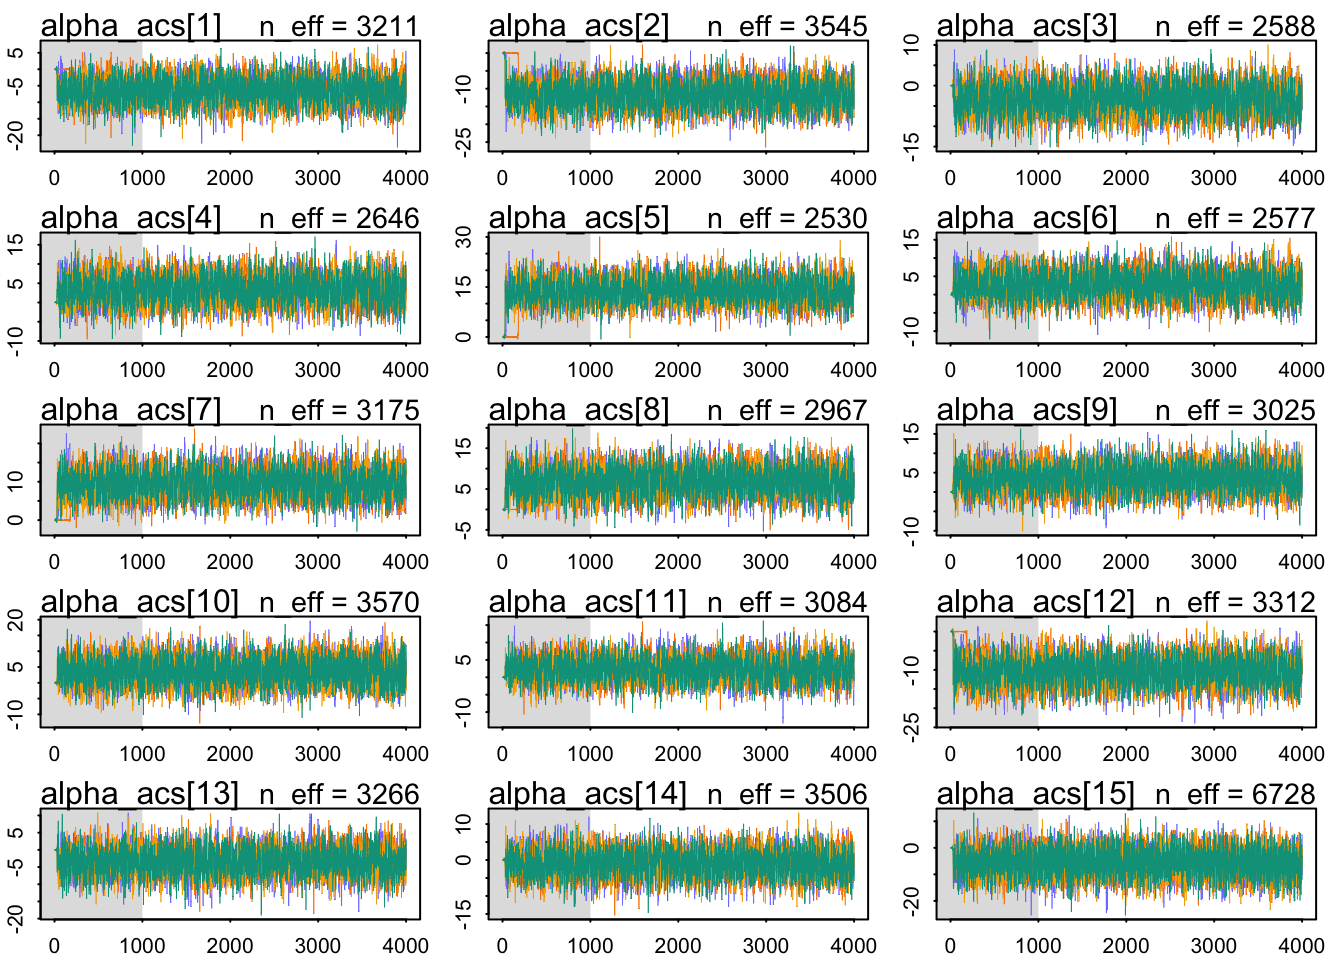 alpha_acs[1] n_eff = 3211 alpha_acs[2] n_eff = 3545 alpha_acs[3] n_eff = 2588
5 -5 -20 -10 -25 10 0 -15
0 1000 2000 3000 4000 0 1000 2000 3000 4000 0 1000 2000 3000 4000
alpha_acs[4] n_eff = 2646 alpha_acs[5] n_eff = 2530 alpha_acs[6] n_eff = 2577
15 5 -10 30 15 0 15 5 -10
0 1000 2000 3000 4000 0 1000 2000 3000 4000 0 1000 2000 3000 4000
alpha_acs[7] n_eff = 3175 alpha_acs[8] n_eff = 2967 alpha_acs[9] n_eff = 3025
10 0 15 5 -5 15 5 -10
0 1000 2000 3000 4000 0 1000 2000 3000 4000 0 1000 2000 3000 4000
alpha_acs[10] n_eff = 3570 alpha_acs[11] n_eff = 3084 alpha_acs[12] n_eff = 3312
20 5 -10 5 -10 -10 -25
0 1000 2000 3000 4000 0 1000 2000 3000 4000 0 1000 2000 3000 4000
alpha_acs[13] n_eff = 3266 alpha_acs[14] n_eff = 3506 alpha_acs[15] n_eff = 6728
5 -5 -20 10 0 -15 0 -20
0 1000 2000 3000 4000 0 1000 2000 3000 4000 0 1000 2000 3000 4000